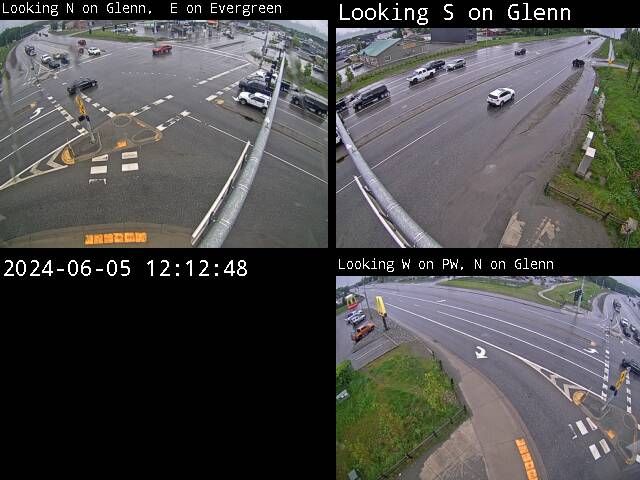 Looking N on Glenn, E on Evergreen
Looking S on Glenn
2024-06-05 12:12:48
Looking W on PW, N on Glenn